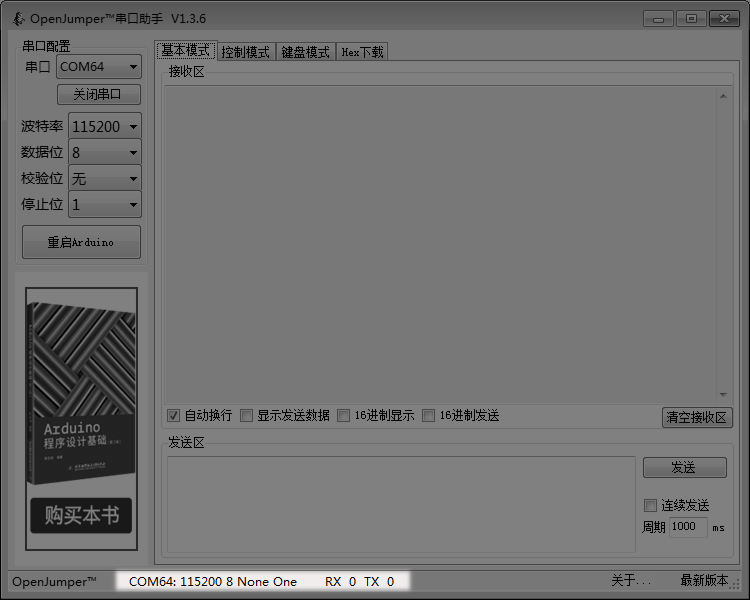 OpenJumper™串口助手 V1.3.6
串口配置
串口 COM64
关闭串口
波特率 115200
数据位 8
校验位 无
停止位 1
重启Arduino
Arduino
程序设计基础
购买本书
基本模式 控制模式 键盘模式 Hex下载
接收区
自动换行 显示发送数据 16进制显示 16进制发送
清空接收区
发送区
发送
连续发送
周期 1000 ms
OpenJumper™ COM64: 115200 8 None One RX 0 TX 0 关于... 最新版本